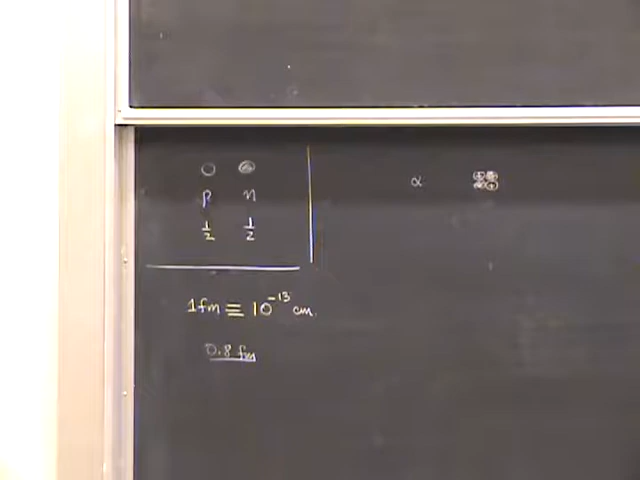 p n
1/2 1/2
1 fm ≡ 10^-13 cm.
0.8 fm
α